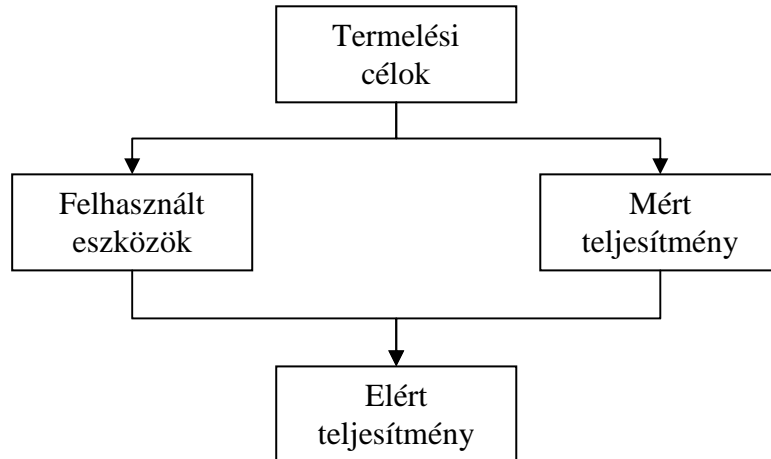 Termelési
célok
Felhasznált
eszközök
Mért
teljesítmény
Elért
teljesítmény